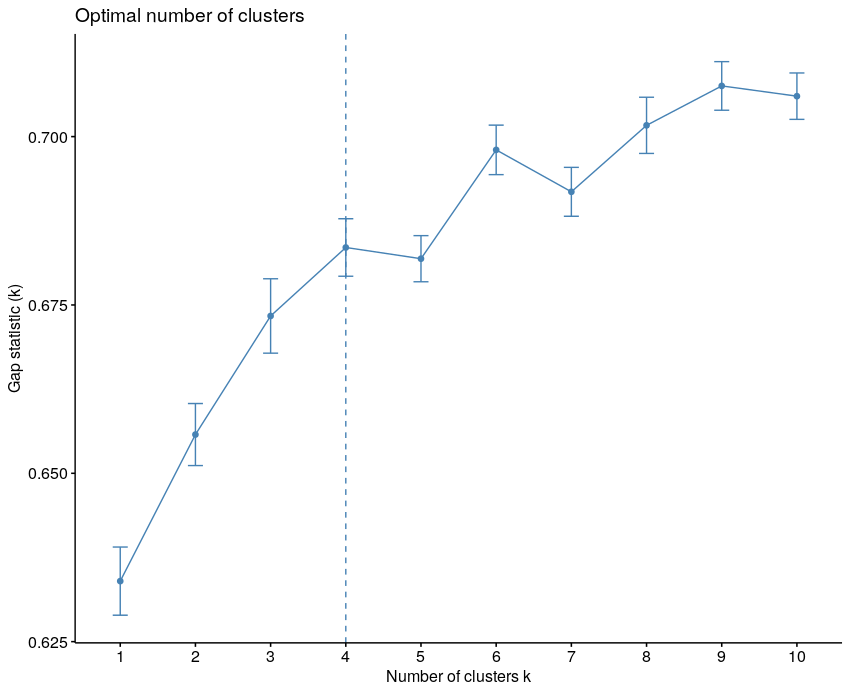 Optimal number of clusters
Gap statistic (k)
0.700
0.675
0.650
0.625
1 2 3 4 5 6 7 8 9 10
Number of clusters k